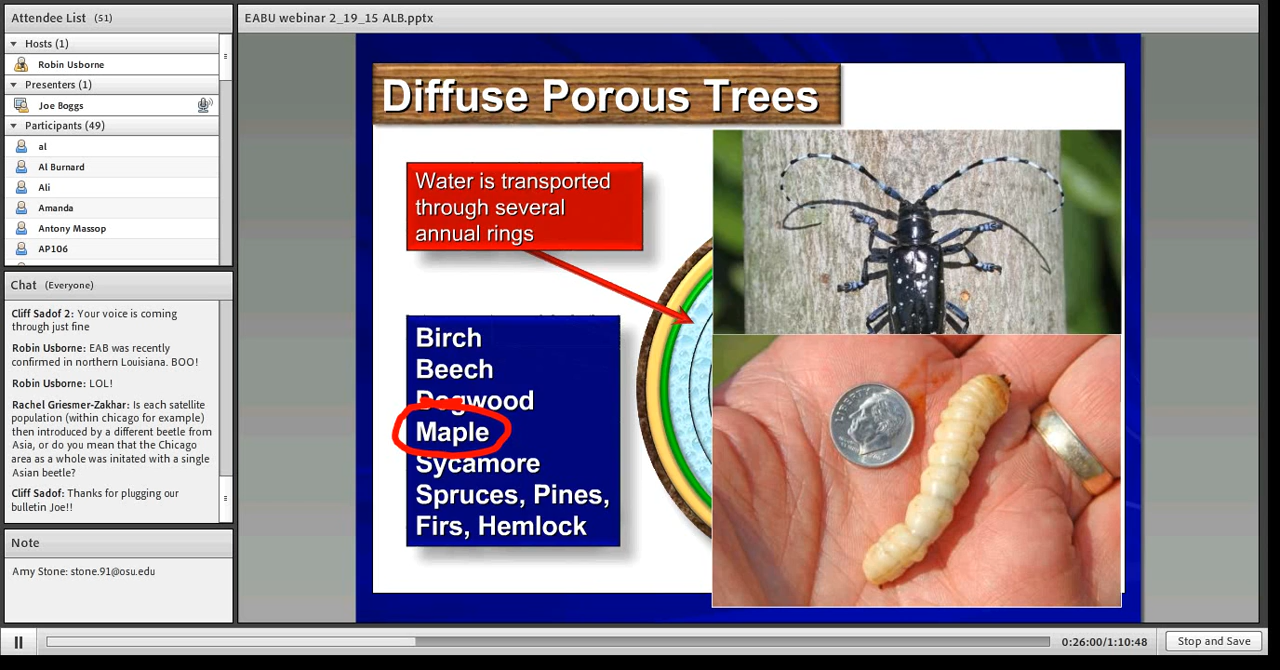 Attendee List (51)
Hosts (1)
Robin Usborne
Presenters (1)
Joe Boggs
Participants (49)
al
Al Burnard
Ali
Amanda
Antony Massop
AP106
Chat (Everyone)
Cliff Sadof 2: Your voice is coming
through just fine
Robin Usborne: EAB was recently
confirmed in northern Louisiana. BOO!
Robin Usborne: LOL!
Rachel Griesmer-Zakhar: Is each satellite
population (within chicago for example)
then introduced by a different beetle from
Asia, or do you mean that the Chicago
area as a whole was initated with a single
Asian beetle?
Cliff Sadof: Thanks for plugging our
bulletin Joe!!
Note
Amy Stone: stone.91@osu.edu
EABU webinar 2_19_15 ALB.pptx
Diffuse Porous Trees
Water is transported
through several
annual rings
Birch
Beech
Dogwood
Maple
Sycamore
Spruces, Pines,
Firs, Hemlock
LIBERTY
0:26:00/1:10:48
Stop and Save